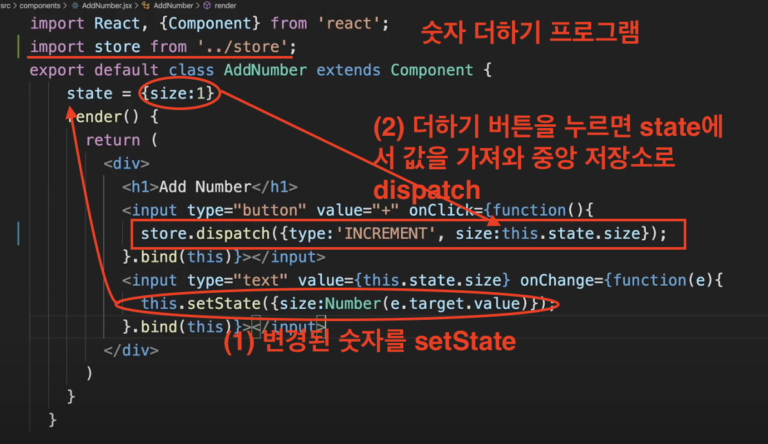 src > components > AddNumber.jsx > AddNumber > render
import React, {Component} from 'react';
숫자 더하기 프로그램
import store from '../store';
export default class AddNumber extends Component {
state = {size:1}
render() {
(2) 더하기 버튼을 누르면 state에
return (
서 값을 가져와 중앙 저장소로
<div>
dispatch
<h1>Add Number</h1>
<input type="button" value="+" onClick={function(){
store.dispatch({type:'INCREMENT', size:this.state.size});
}.bind(this)}></input>
<input type="text" value={this.state.size} onChange={function(e){
this.setState({size:Number(e.target.value)});
}.bind(this)}></input>
(1) 변경된 숫자를 setState
</div>
)
}
}